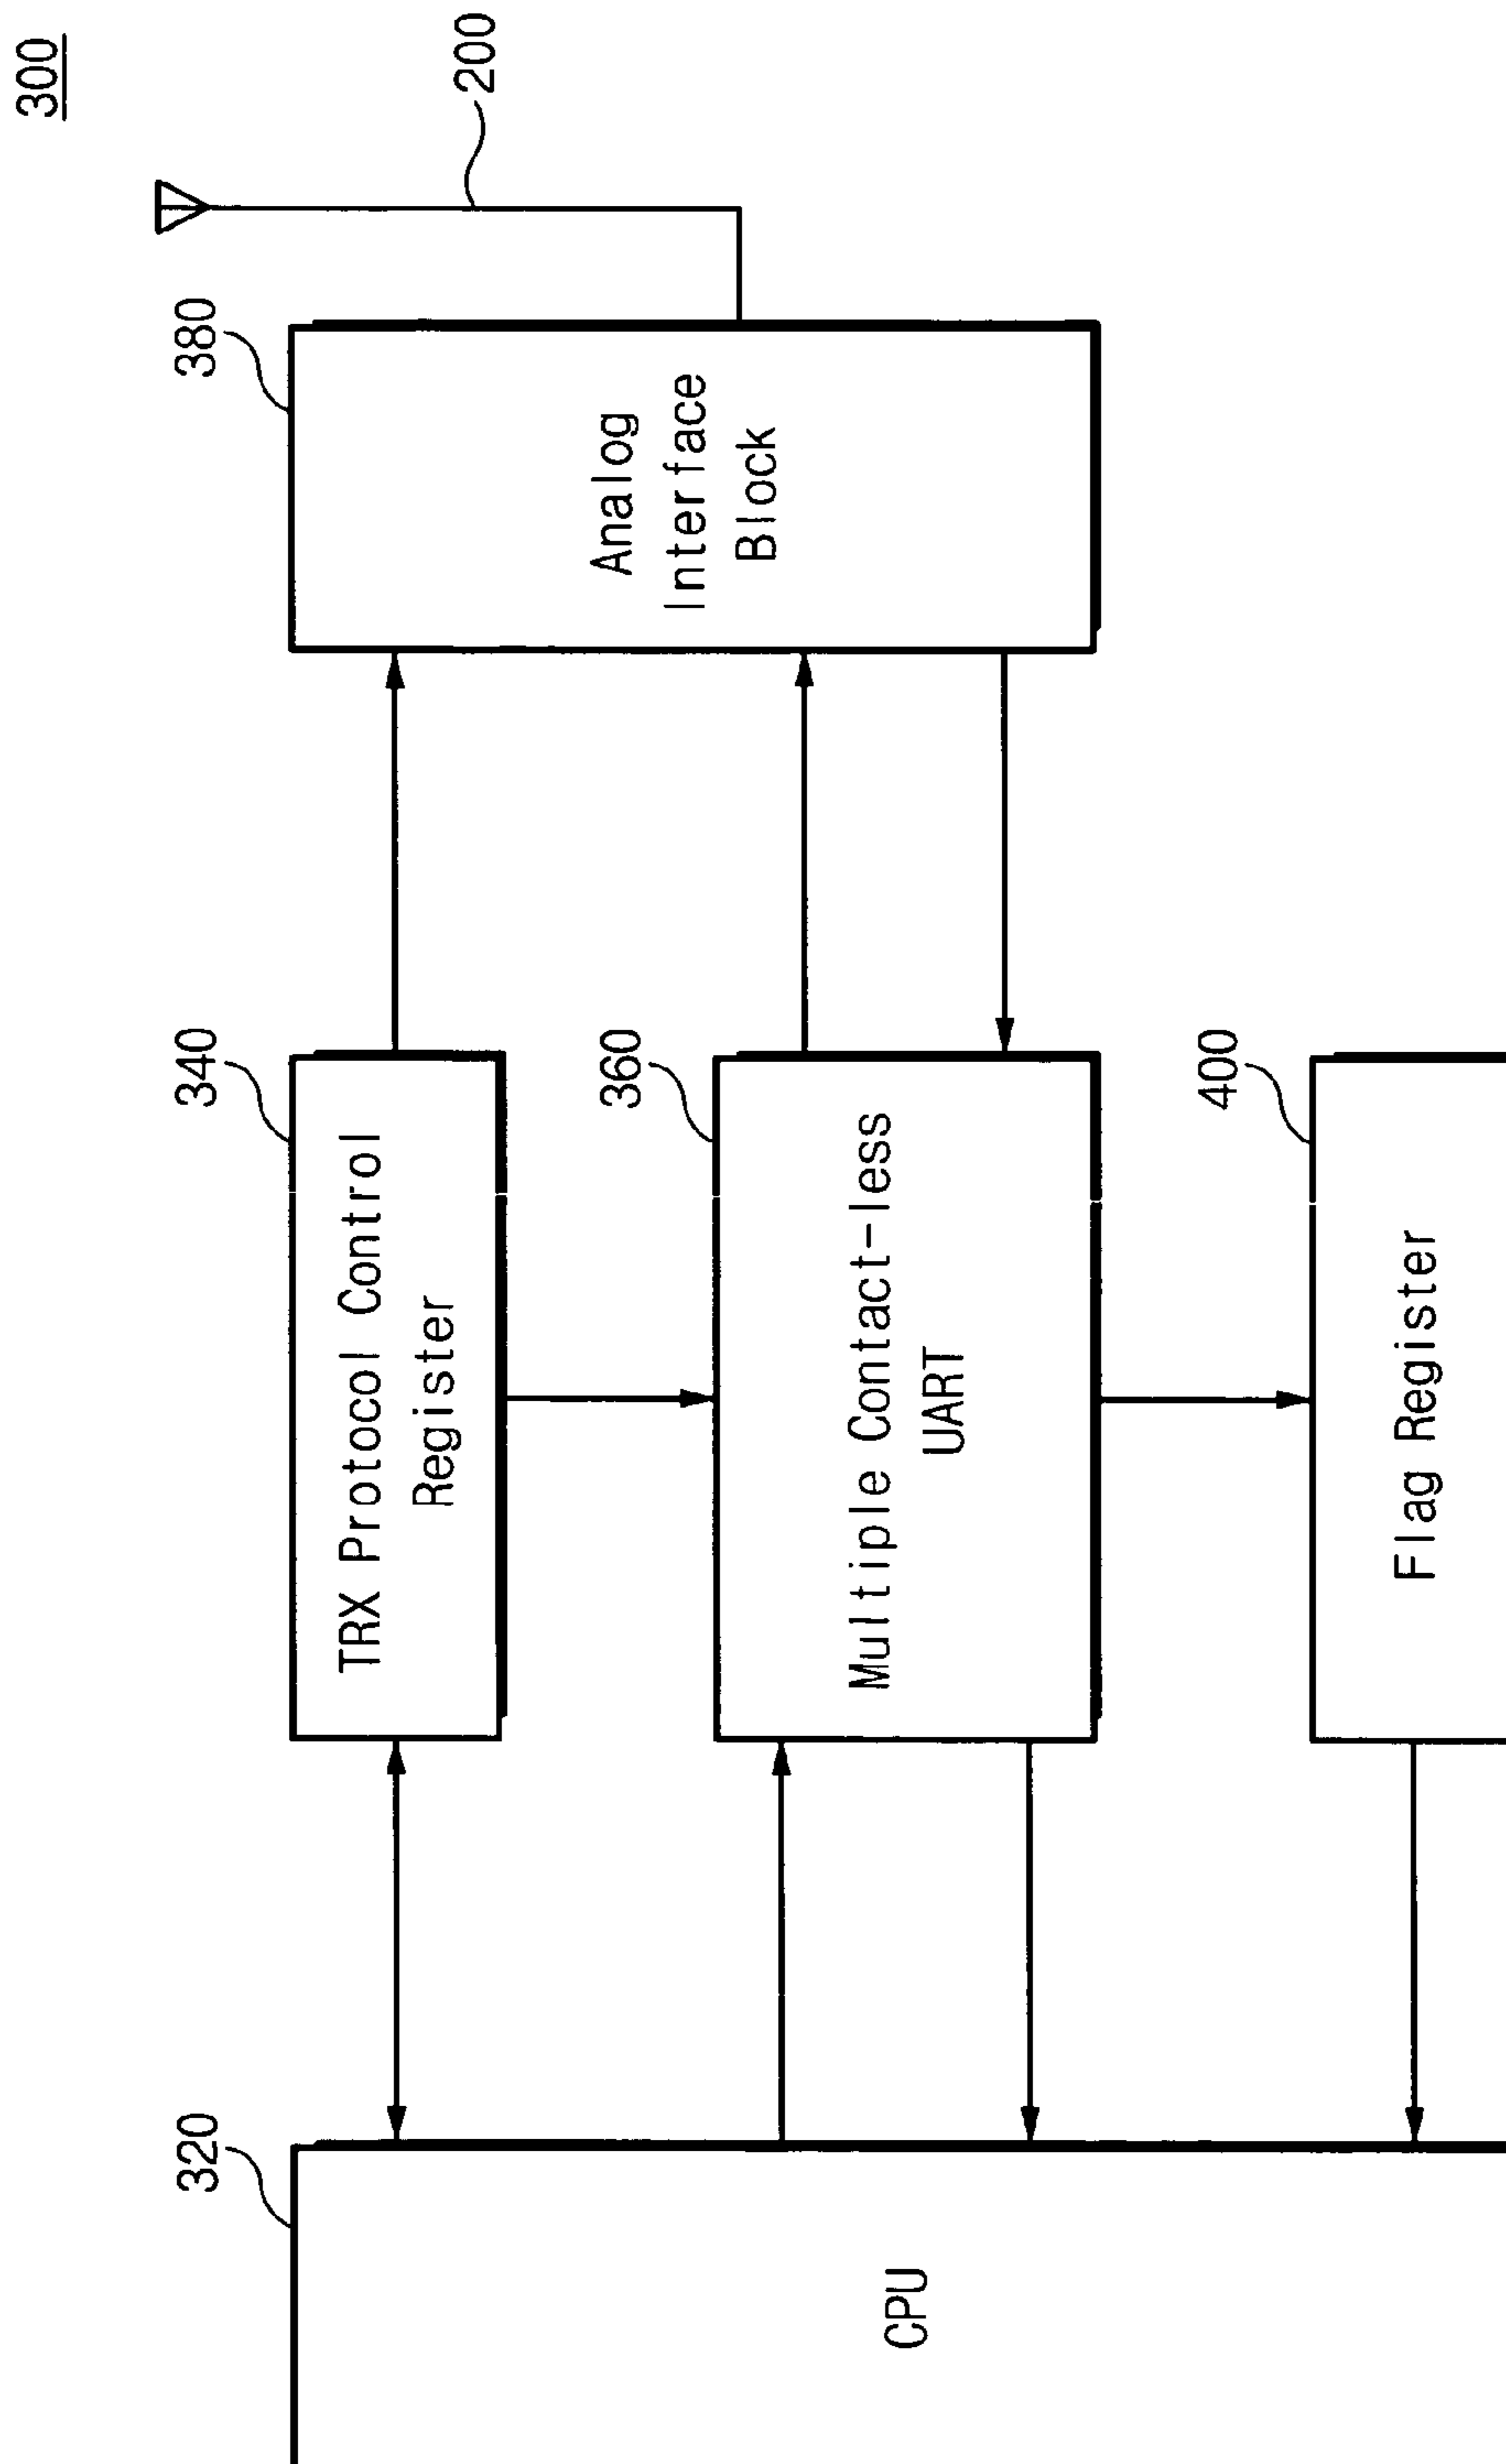 300
200
380
Analog
Interface
Block
340
TRX Protocol Control
Register
360
Multiple Contact-less
UART
400
Flag Register
320
CPU